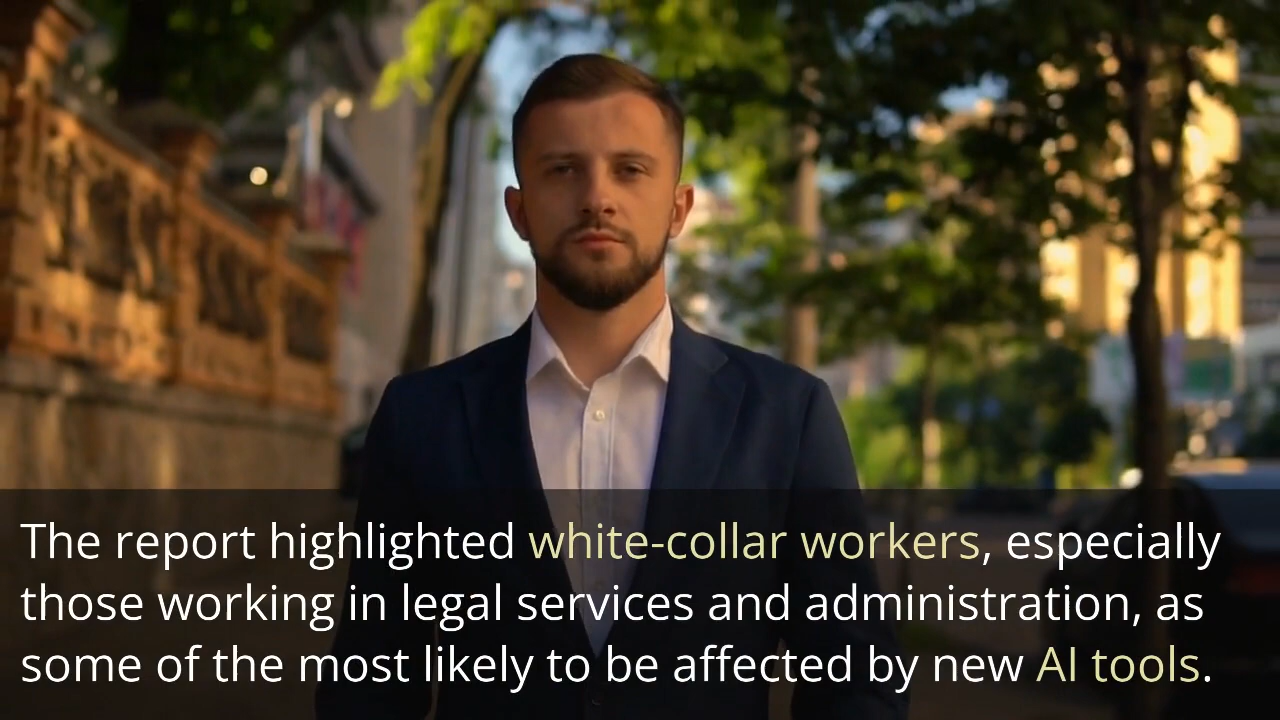 The report highlighted white-collar workers, especially
those working in legal services and administration, as
some of the most likely to be affected by new AI tools.